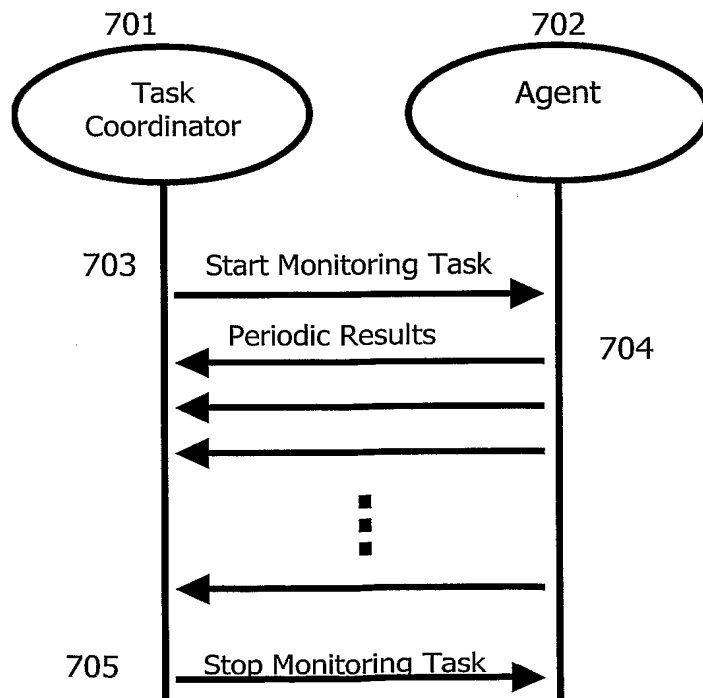 701
702
Task
Coordinator
Agent
703
Start Monitoring Task
Periodic Results
704
705
Stop Monitoring Task